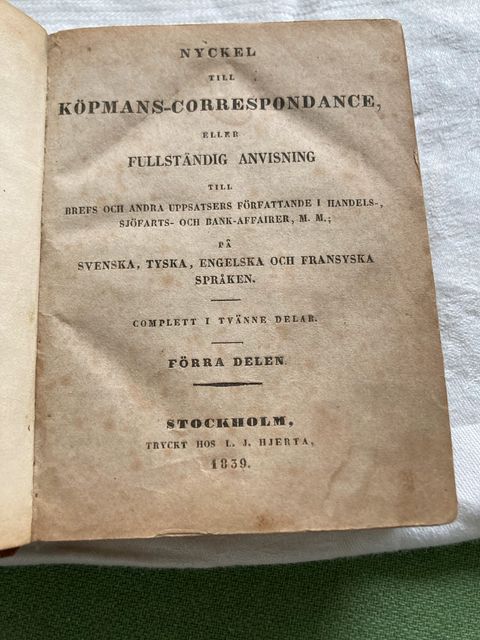 NYCKEL
TILL
KÖPMANS-CORRESPONDANCE,
ELLER
FULLSTÄNDIG ANVISNING
TILL
BREFS OCH ANDRA UPPSATSERS FÖRFATTANDE I HANDELS-,
SJÖFARTS- OCH BANK-AFFAIRER, M. M.;
PÅ
SVENSKA, TYSKA, ENGELSKA OCH FRANSYSKA
SPRÅKEN.
COMPLETT I TVÄNNE DELAR.
FÖRRA DELEN.
STOCKHOLM,
TRYCKT HOS L. J. HJERTA,
1839.